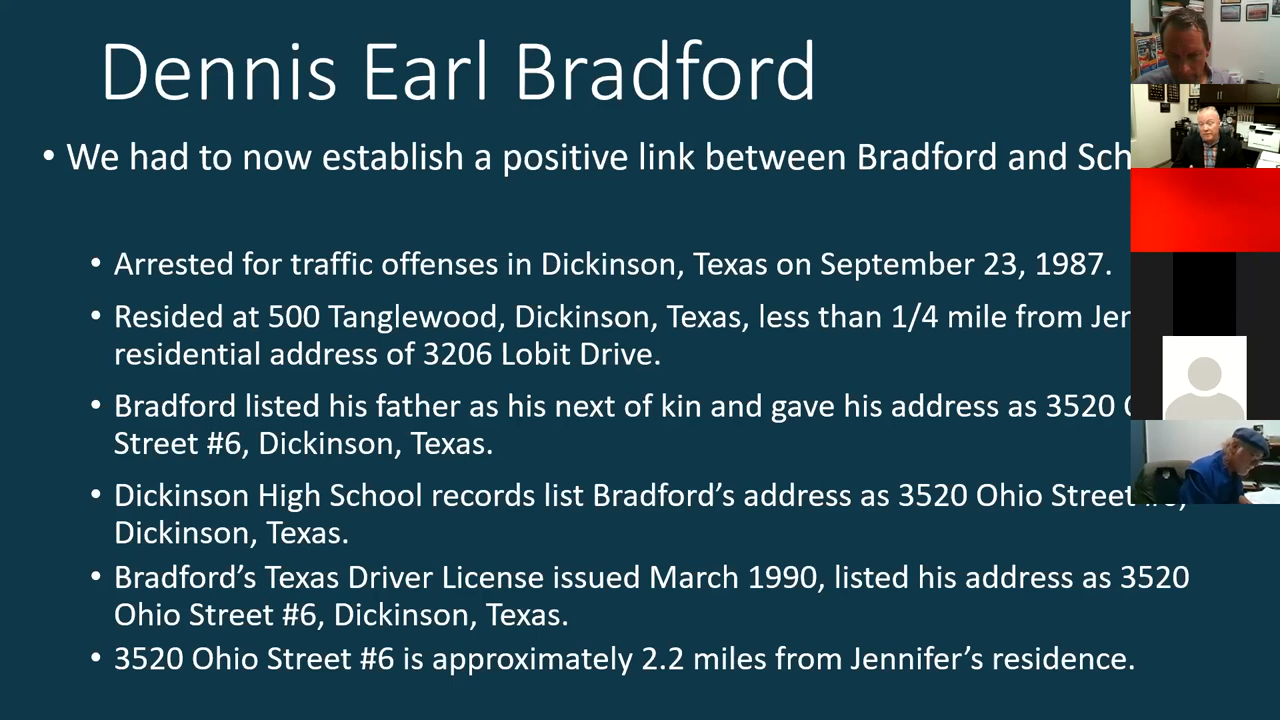 Dennis Earl Bradford
• We had to now establish a positive link between Bradford and
• Arrested for traffic offenses in Dickinson, Texas on September 23, 1987.
• Resided at 500 Tanglewood, Dickinson, Texas, less than 1/4 mile from
residential address of 3206 Lobit Drive.
• Bradford listed his father as his next of kin and gave his address as 3520
Street #6, Dickinson, Texas.
• Dickinson High School records list Bradford’s address as 3520 Ohio Street
Dickinson, Texas.
• Bradford’s Texas Driver License issued March 1990, listed his address as 3520
Ohio Street #6, Dickinson, Texas.
• 3520 Ohio Street #6 is approximately 2.2 miles from Jennifer’s residence.